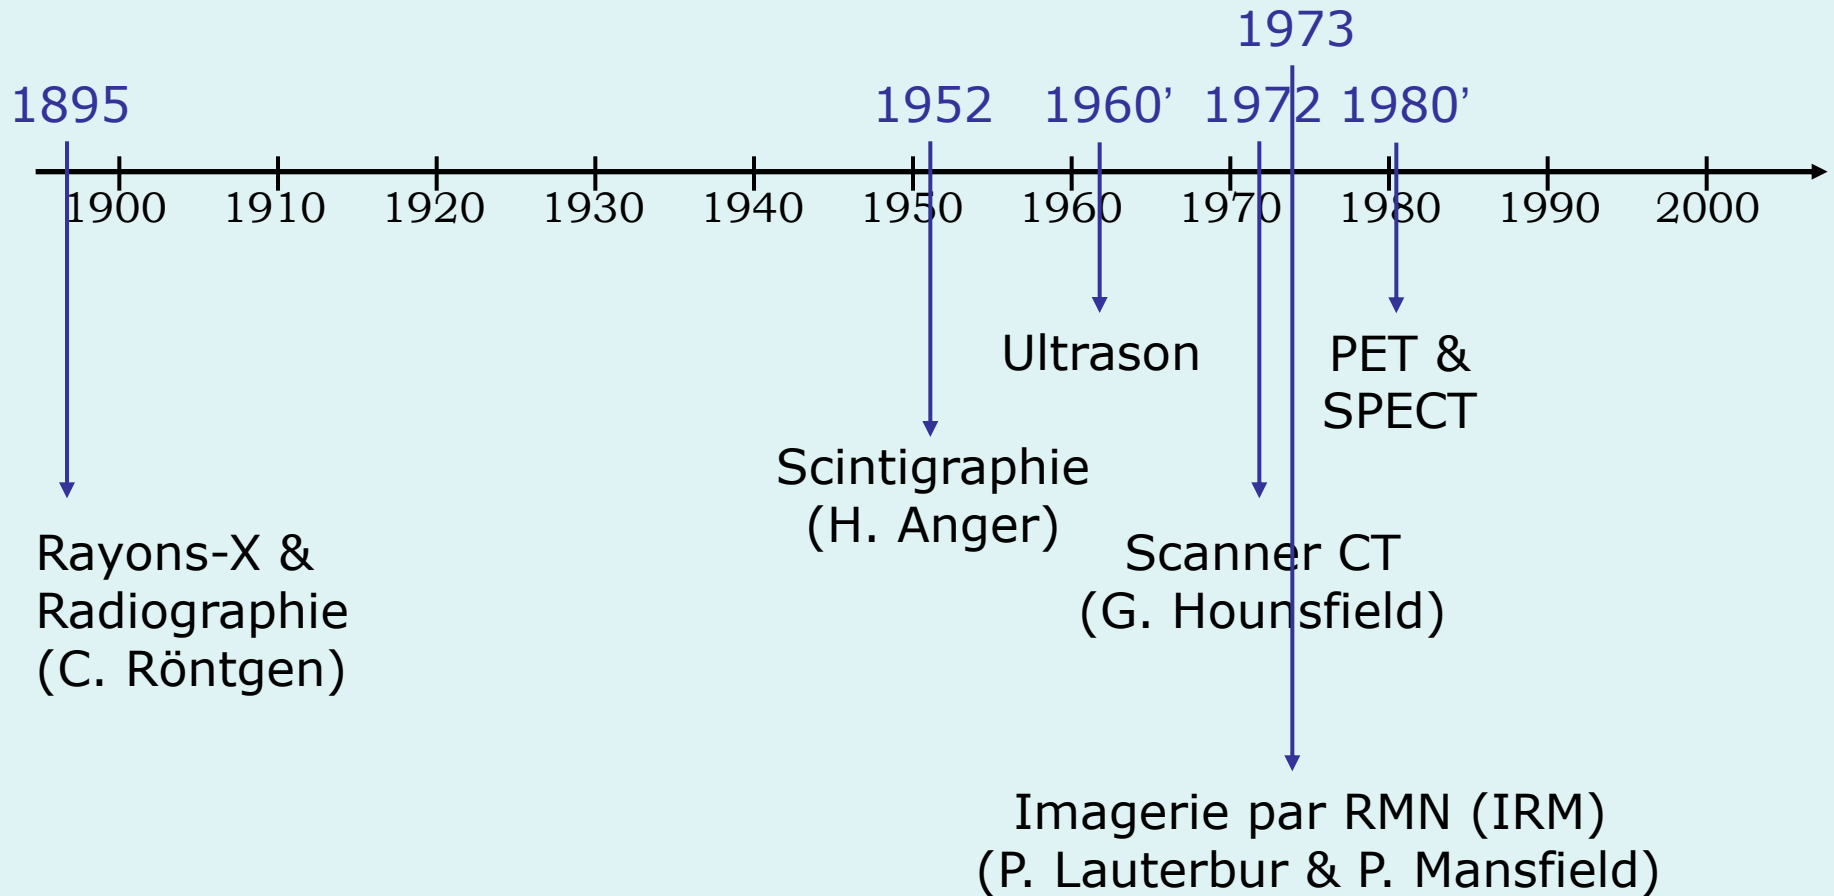 1973
1895 1952 1960’ 1972 1980’
1900 1910 1920 1930 1940 1950 1960 1970 1980 1990 2000
Ultrason
PET &
SPECT
Scintigraphie
(H. Anger)
Rayons-X &
Radiographie
(C. Röntgen)
Scanner CT
(G. Hounsfield)
Imagerie par RMN (IRM)
(P. Lauterbur & P. Mansfield)